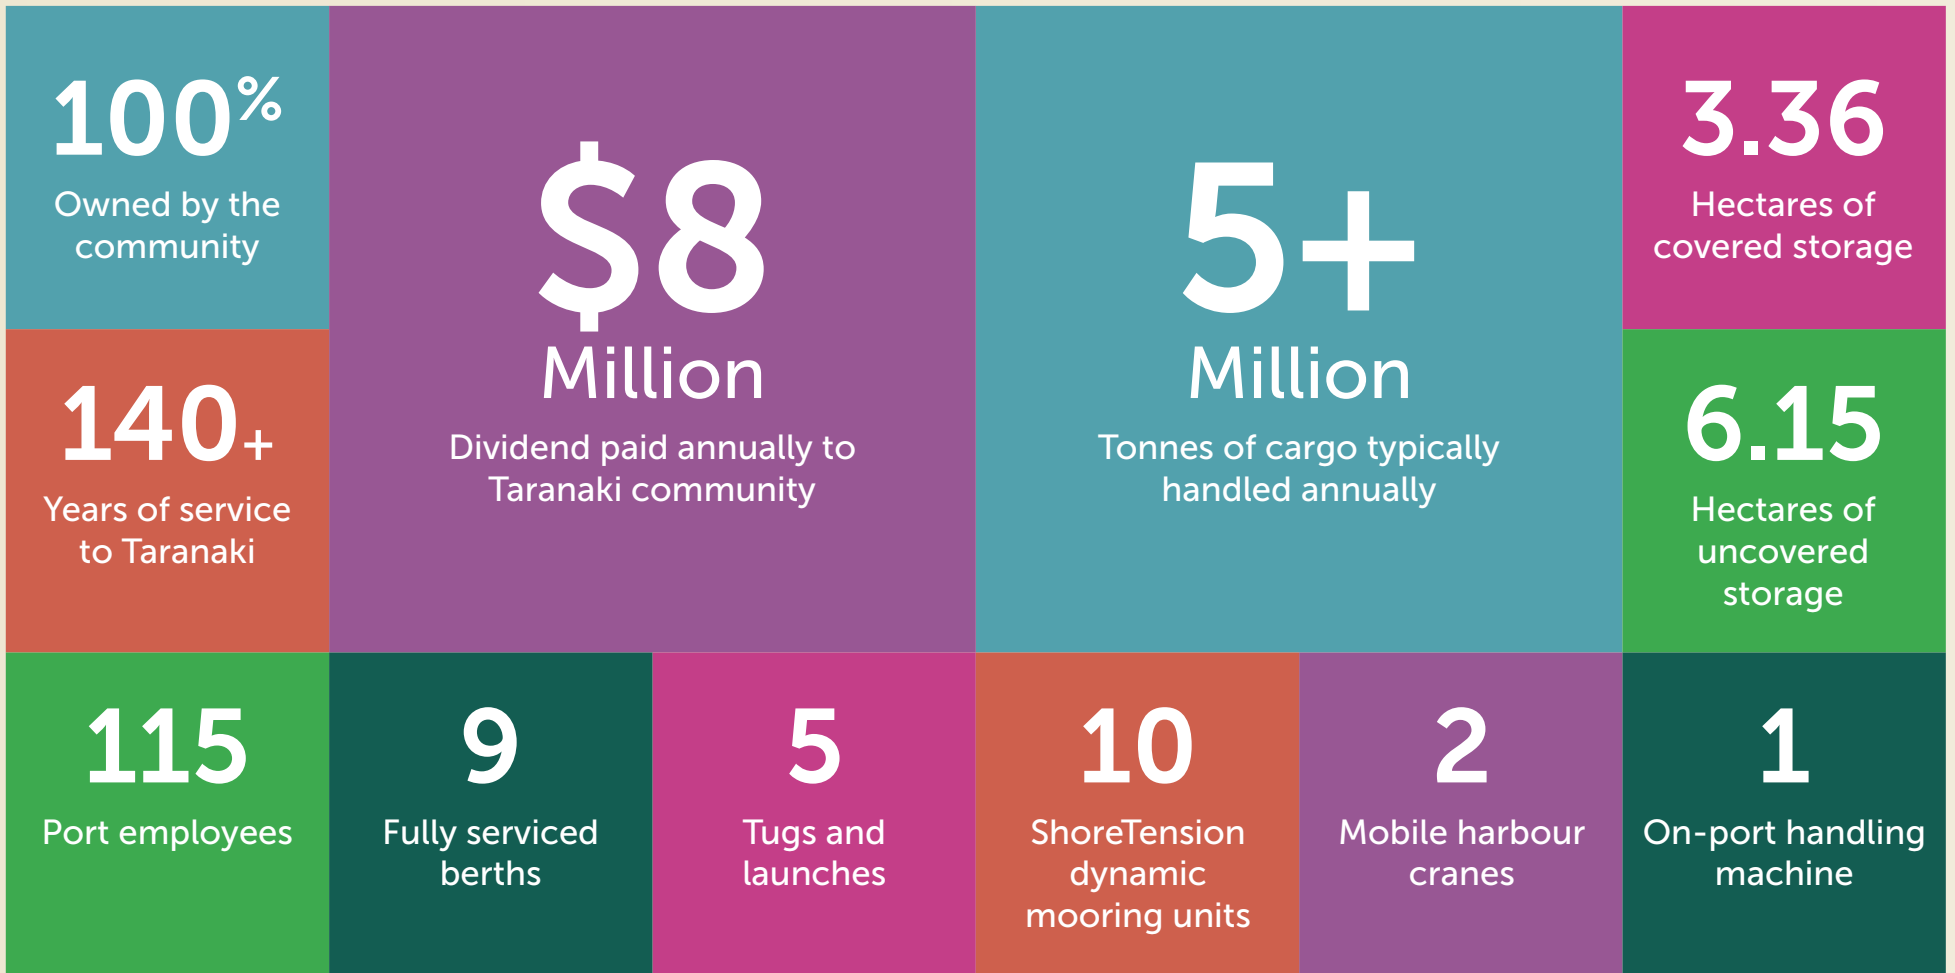 100%
Owned by the
community
$8
Million
Dividend paid annually to
Taranaki community
5+
Million
Tonnes of cargo typically
handled annually
3.36
Hectares of
covered storage
140+
Years of service
to Taranaki
6.15
Hectares of
uncovered
storage
115
Port employees
9
Fully serviced
berths
5
Tugs and
launches
10
ShoreTension
dynamic
mooring units
2
Mobile harbour
cranes
1
On-port handling
machine